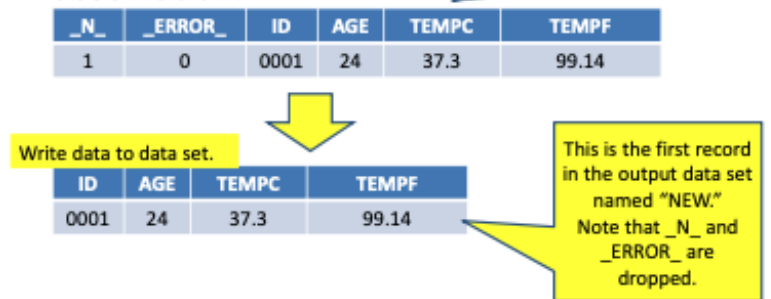 _N_ _ERROR_ ID AGE TEMPC TEMPF
1 0 0001 24 37.3 99.14
Write data to data set.
ID AGE TEMPC TEMPF
0001 24 37.3 99.14
This is the first record
in the output data set
named “NEW.”
Note that _N_ and
_ERROR_ are
dropped.